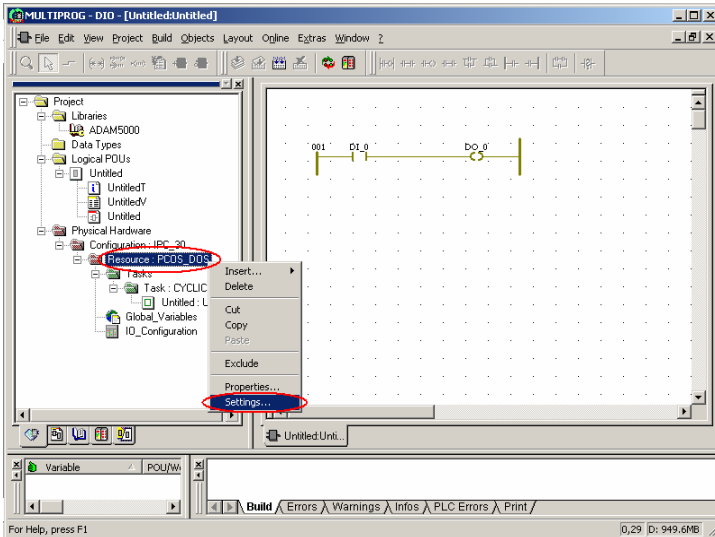 MULTIPROG - DIO - [Untitled:Untitled]
File Edit View Project Build Objects Layout Online Extras Window ?
Project
Libraries
ADAM5000
Data Types
Logical POUs
Untitled
UntitledT
UntitledV
Untitled
Physical Hardware
Configuration : IPC_30
Resource : PCOS_DOS
Tasks
Task : CYCLIC
Untitled : U
Global_Variables
IO_Configuration
Insert...
Delete
Cut
Copy
Paste
Exclude
Properties...
Settings...
001 DI_0 DO_0
Untitled:Unti...
Variable POU/W
Build Errors Warnings Infos PLC Errors Print
For Help, press F1 0,29 D: 949.6MB